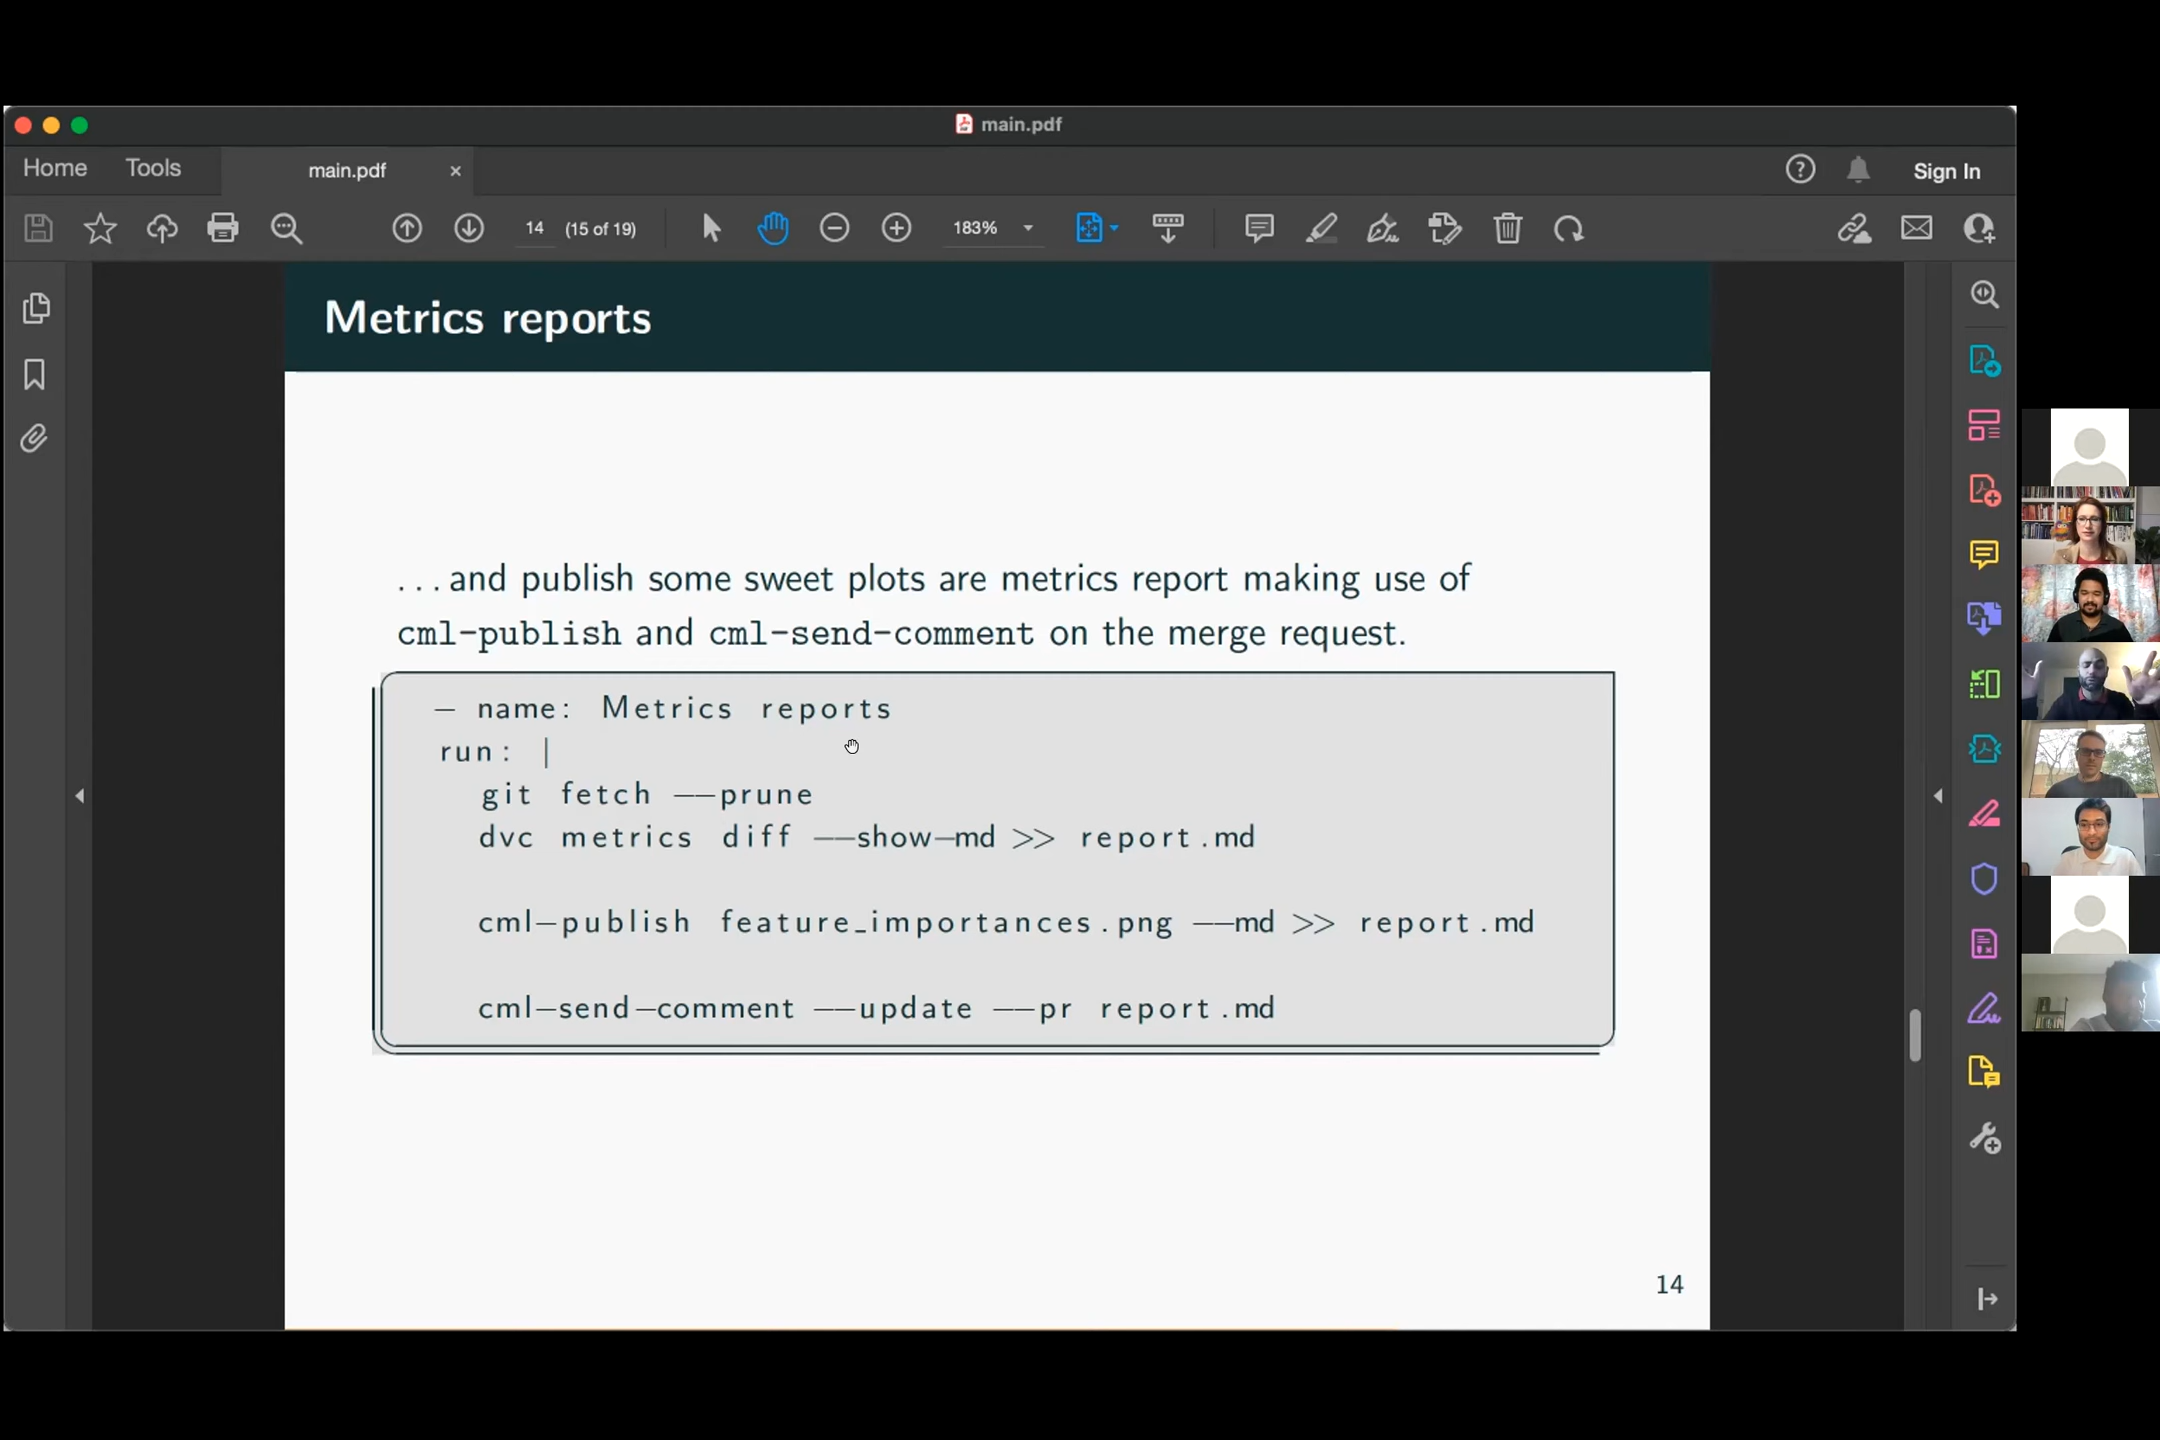 main.pdf
Home Tools main.pdf × Sign In
14 (15 of 19) 183%
Metrics reports
...and publish some sweet plots are metrics report making use of
cml-publish and cml-send-comment on the merge request.
- name: Metrics reports
run: |
git fetch --prune
dvc metrics diff --show-md >> report.md
cml-publish feature_importances.png --md >> report.md
cml-send-comment --update --pr report.md
14